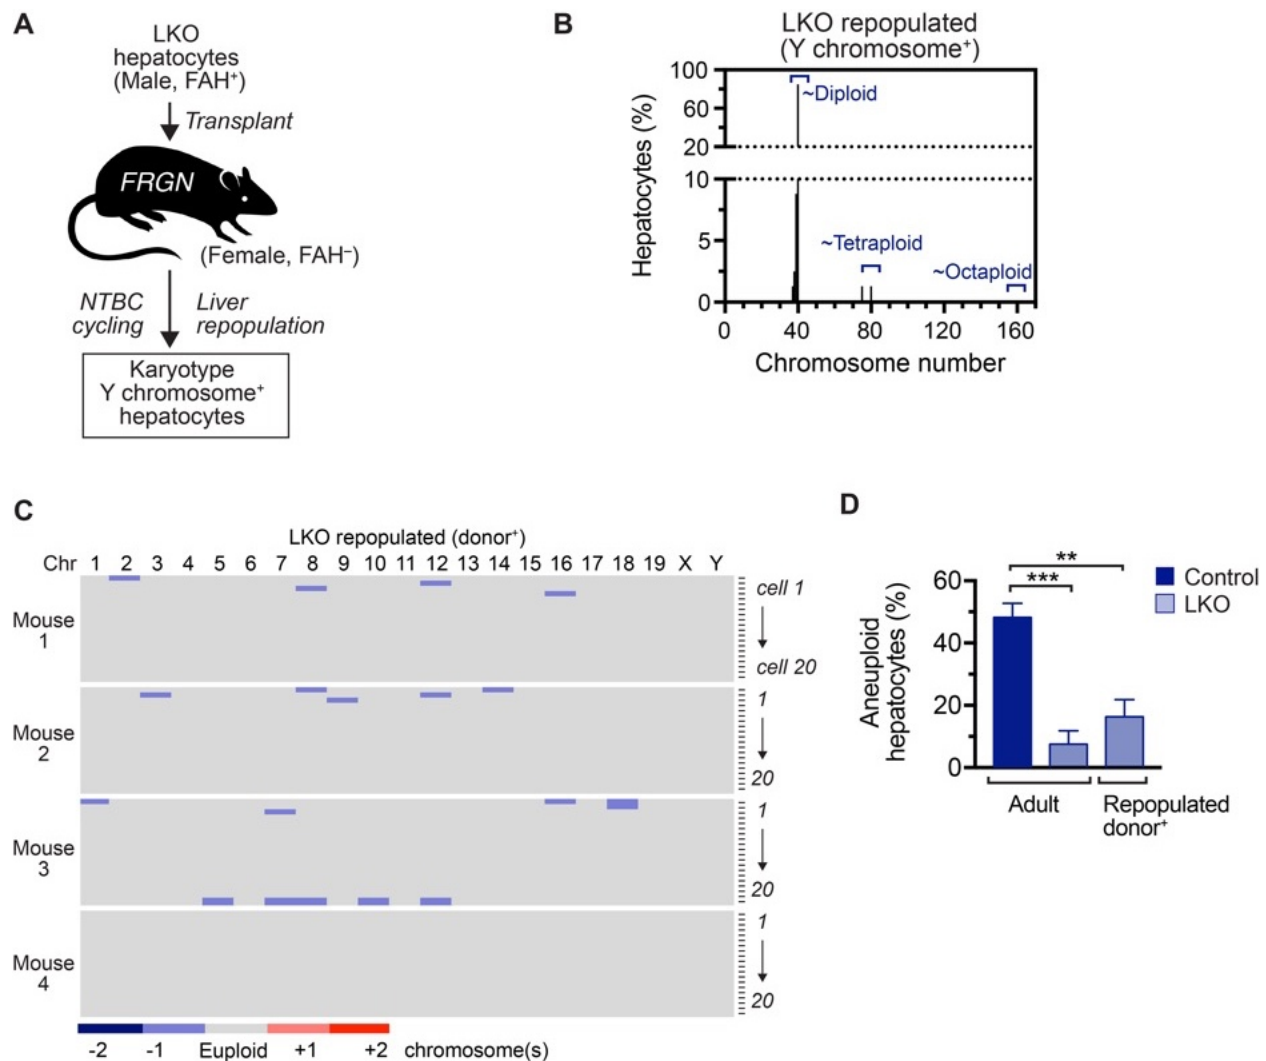 A
LKO
hepatocytes
(Male, FAH⁺)
Transplant
FRGN
(Female, FAH⁻)
NTBC
cycling
Liver
repopulation
Karyotype
Y chromosome⁺
hepatocytes
B
LKO repopulated
(Y chromosome⁺)
Hepatocytes (%)
100
60
20
10
5
0
~Diploid
~Tetraploid
~Octaploid
0 40 80 120 160
Chromosome number
C
LKO repopulated (donor⁺)
Chr 1 2 3 4 5 6 7 8 9 10 11 12 13 14 15 16 17 18 19 X Y
Mouse
1
cell 1
cell 20
Mouse
2
1
20
Mouse
3
1
20
Mouse
4
1
20
-2 -1 Euploid +1 +2 chromosome(s)
D
Aneuploid
hepatocytes (%)
60
40
20
0
**
***
Control
LKO
Adult
Repopulated
donor⁺